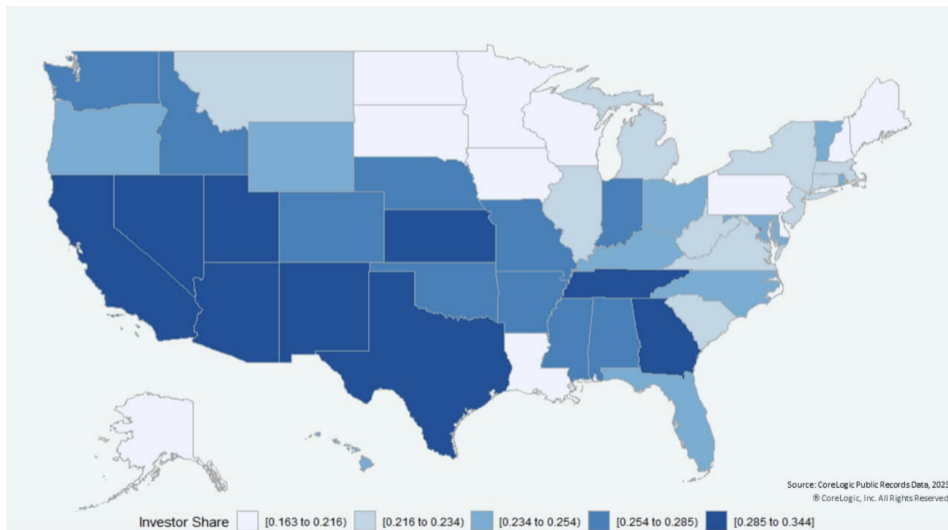 Source: CoreLogic Public Records Data, 2023
® CoreLogic, Inc. All Rights Reserved
Investor Share [0.163 to 0.216) [0.216 to 0.234) [0.234 to 0.254) [0.254 to 0.285) [0.285 to 0.344]